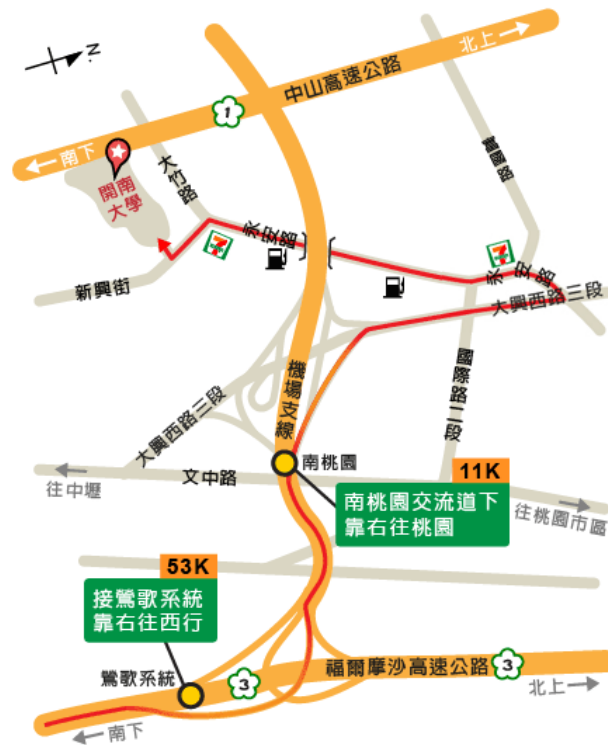 N.
北上
中山高速公路
1
南下
富國路
大竹路
開南
大學
永安路
7
7
永安路
新興街
大興西路三段
國際路二段
機場支線
大興西路三段
南桃園
文中路
11K
往中壢
南桃園交流道下
靠右往桃園
往桃園市區
53K
接鶯歌系統
靠右往西行
福爾摩沙高速公路
3
鶯歌系統
3
北上
南下